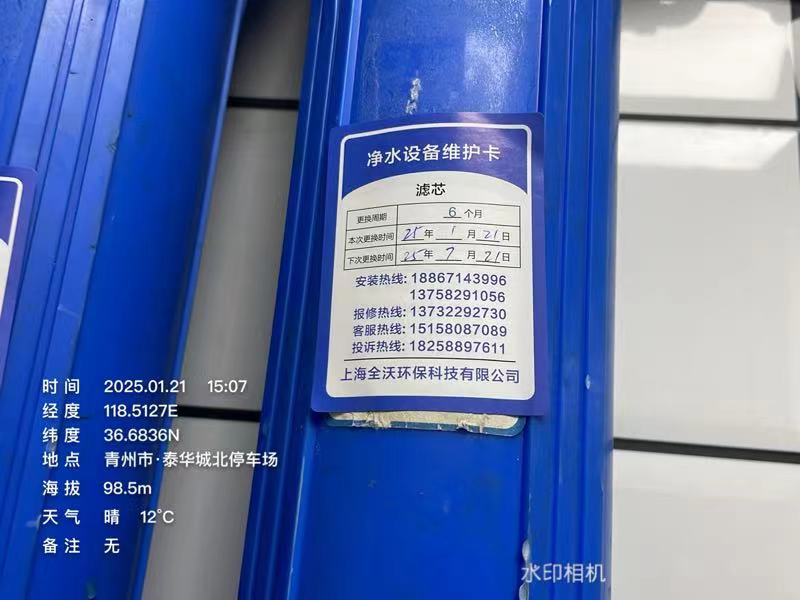 净水设备维护卡
滤芯
更换周期 6 个月
本次更换时间 25 年 1 月 21 日
下次更换时间 25 年 7 月 21 日
安装热线: 18867143996
13758291056
报修热线: 13732292730
客服热线: 15158087089
投诉热线: 18258897611
上海全沃环保科技有限公司
时间 2025.01.21 15:07
经度 118.5127E
纬度 36.6836N
地点 青州市·泰华城北停车场
海拔 98.5m
天气 晴 12℃
备注 无
水印相机